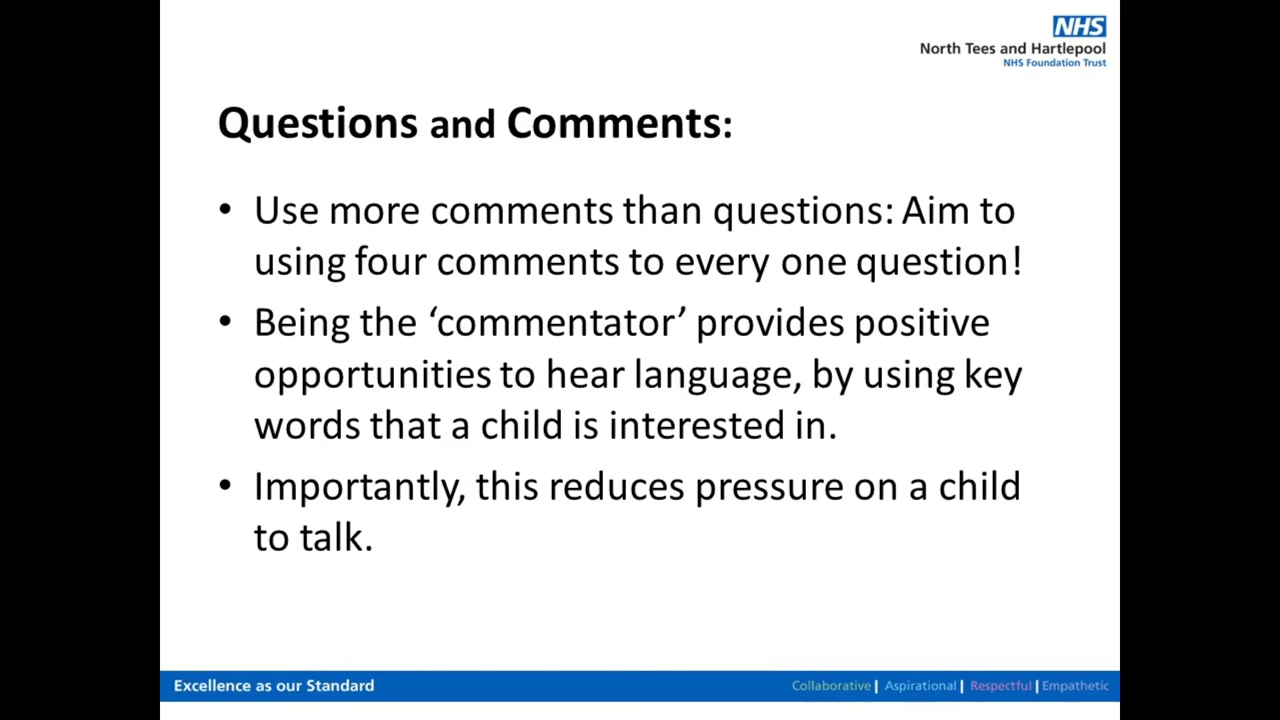 NHS
North Tees and Hartlepool
NHS Foundation Trust
Questions and Comments:
• Use more comments than questions: Aim to
using four comments to every one question!
• Being the ‘commentator’ provides positive
opportunities to hear language, by using key
words that a child is interested in.
• Importantly, this reduces pressure on a child
to talk.
Excellence as our Standard
Collaborative | Aspirational | Respectful | Empathetic